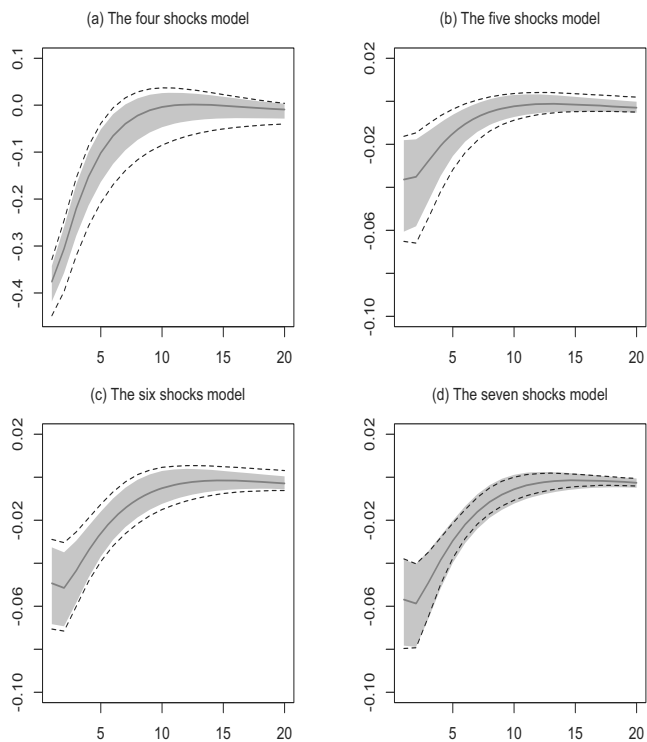 (a) The four shocks model
(b) The five shocks model
0.1
0.0
-0.1
-0.2
-0.3
-0.4
5 10 15 20
0.02
-0.02
-0.06
-0.10
5 10 15 20
(c) The six shocks model
(d) The seven shocks model
0.02
-0.02
-0.06
-0.10
5 10 15 20
0.02
-0.02
-0.06
-0.10
5 10 15 20